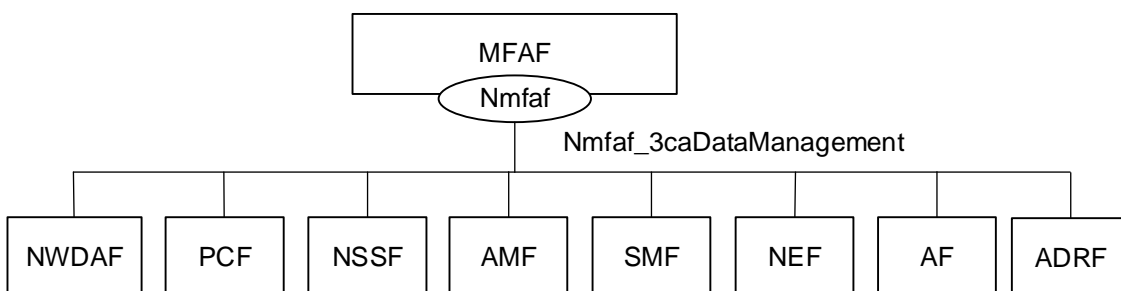 MFAF
Nmfaf
Nmfaf_3caDataManagement
NWDAF PCF NSSF AMF SMF NEF AF ADRF